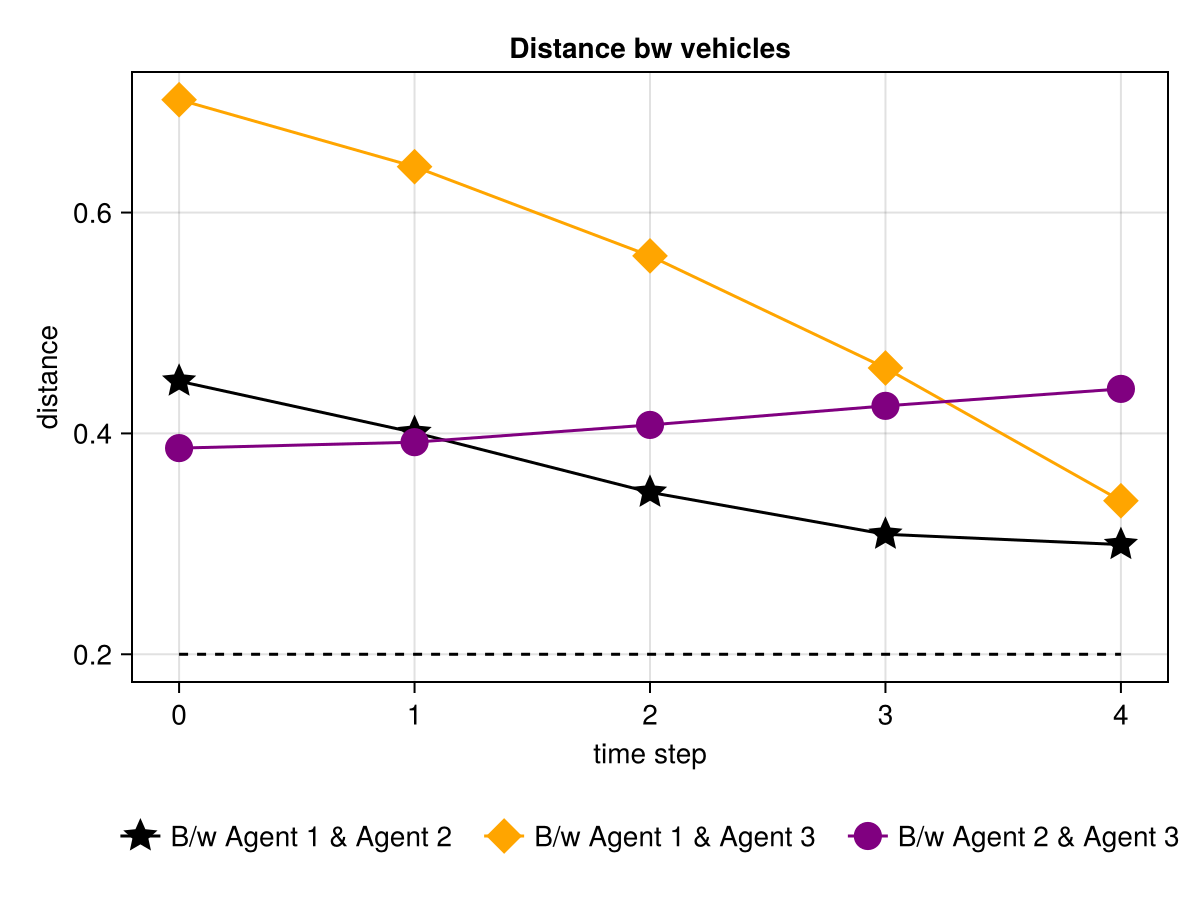 Distance bw vehicles
distance
0.6
0.4
0.2
0 1 2 3 4
time step
B/w Agent 1 & Agent 2 B/w Agent 1 & Agent 3 B/w Agent 2 & Agent 3